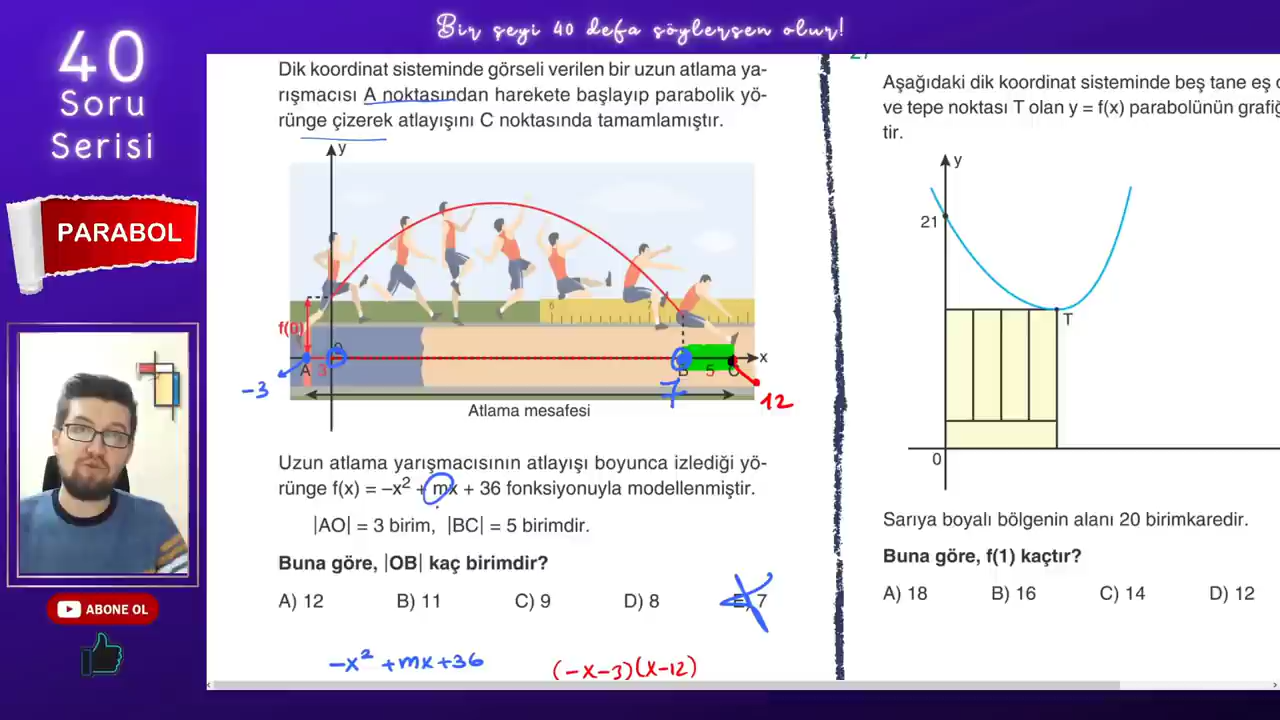 Bir şeyi 40 defa söylersen olur!
40
Soru
Serisi
PARABOL
ABONE OL
Dik koordinat sisteminde görseli verilen bir uzun atlama ya-
rışmacısı A noktasından harekete başlayıp parabolik yö-
rünge çizerek atlayışını C noktasında tamamlamıştır.
y
6
7
f(0)
0
x
A 3 B 5 C
-3
7
12
Atlama mesafesi
Uzun atlama yarışmacısının atlayışı boyunca izlediği yö-
rünge f(x) = –x² + mx + 36 fonksiyonuyla modellenmiştir.
|AO| = 3 birim, |BC| = 5 birimdir.
Buna göre, |OB| kaç birimdir?
A) 12 B) 11 C) 9 D) 8 E) 7
-x² +mx+36
(-x-3)(x-12)
Aşağıdaki dik koordinat sisteminde beş tane eş
ve tepe noktası T olan y = f(x) parabolünün grafiğ
tir.
y
21
T
0
Sarıya boyalı bölgenin alanı 20 birimkaredir.
Buna göre, f(1) kaçtır?
A) 18 B) 16 C) 14 D) 12